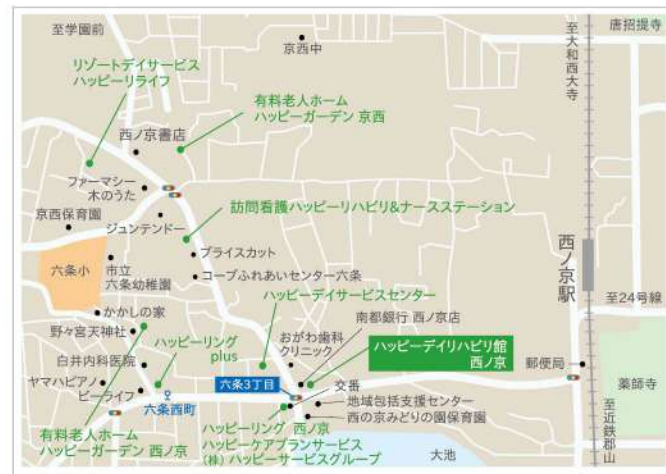 至学園前
京西中
至大和西大寺
唐招提寺
リゾートデイサービス
ハッピーリライフ
有料老人ホーム
ハッピーガーデン 京西
西ノ京書店
ファーマシー
木のうた
訪問看護ハッピーリハビリ&ナースステーション
京西保育園
ジュンテンドー
プライスカット
六条小
市立
六条幼稚園
コープふれあいセンター六条
西ノ京駅
ハッピーデイサービスセンター
至24号線
かかしの家
南都銀行 西ノ京店
野々宮天神社
ハッピーリング
plus
おがわ歯科
クリニック
ハッピーデイリハビリ館
西ノ京
郵便局
白井内科医院
ヤマハピアノ
ビーライフ
六条3丁目
交番
薬師寺
六条西町
地域包括支援センター
ハッピーリング 西ノ京
ハッピーケアプランサービス
(株)ハッピーサービスグループ
西の京みどりの園保育園
有料老人ホーム
ハッピーガーデン 西ノ京
大池
至近鉄郡山